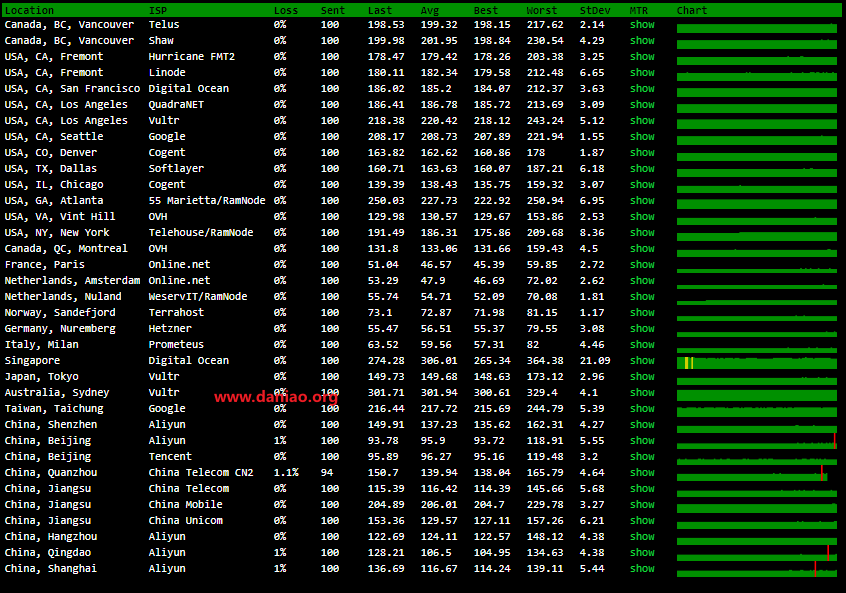 Location ISP Loss Sent Last Avg Best Worst StDev MTR Chart
Canada, BC, Vancouver Telus 0% 100 198.53 199.32 198.15 217.62 2.14 show
Canada, BC, Vancouver Shaw 0% 100 199.98 201.95 198.84 230.54 4.29 show
USA, CA, Fremont Hurricane FMT2 0% 100 178.47 179.42 178.26 203.38 3.25 show
USA, CA, Fremont Linode 0% 100 180.11 182.34 179.58 212.48 6.65 show
USA, CA, San Francisco Digital Ocean 0% 100 186.02 185.2 184.07 212.37 3.63 show
USA, CA, Los Angeles QuadraNET 0% 100 186.41 186.78 185.72 213.69 3.09 show
USA, CA, Los Angeles Vultr 0% 100 218.38 220.42 218.12 243.24 5.12 show
USA, CA, Seattle Google 0% 100 208.17 208.73 207.89 221.94 1.55 show
USA, CO, Denver Cogent 0% 100 163.82 162.62 160.86 178 1.87 show
USA, TX, Dallas Softlayer 0% 100 160.71 163.63 160.07 187.21 6.18 show
USA, IL, Chicago Cogent 0% 100 139.39 138.43 135.75 159.32 3.07 show
USA, GA, Atlanta 55 Marietta/RamNode 0% 100 250.03 227.73 222.92 250.94 6.95 show
USA, VA, Vint Hill OVH 0% 100 129.98 130.57 129.67 153.86 2.53 show
USA, NY, New York Telehouse/RamNode 0% 100 191.49 186.31 175.86 209.68 8.36 show
Canada, QC, Montreal OVH 0% 100 131.8 133.06 131.66 159.43 4.5 show
France, Paris Online.net 0% 100 51.04 46.57 45.39 59.85 2.72 show
Netherlands, Amsterdam Online.net 0% 100 53.29 47.9 46.69 72.02 2.62 show
Netherlands, Nuland WeservIT/RamNode 0% 100 55.74 54.71 52.09 70.08 1.81 show
Norway, Sandefjord Terrahost 0% 100 73.1 72.87 71.98 81.15 1.17 show
Germany, Nuremberg Hetzner 0% 100 55.47 56.51 55.37 79.55 3.08 show
Italy, Milan Prometeus 0% 100 63.52 59.56 57.31 82 4.46 show
Singapore Digital Ocean 0% 100 274.28 306.01 265.34 364.38 21.09 show
Japan, Tokyo Vultr 0% 100 149.73 149.68 148.63 173.12 2.96 show
Australia, Sydney Vultr 0% 100 301.71 301.94 300.61 329.4 4.1 show
www.daniao.org
Taiwan, Taichung Google 0% 100 216.44 217.72 215.69 244.79 5.39 show
China, Shenzhen Aliyun 0% 100 149.91 137.23 135.62 162.31 4.27 show
China, Beijing Aliyun 1% 100 93.78 95.9 93.72 118.91 5.55 show
China, Beijing Tencent 0% 100 95.89 96.27 95.16 119.48 3.2 show
China, Quanzhou China Telecom CN2 1.1% 94 150.7 139.94 138.04 165.79 4.64 show
China, Jiangsu China Telecom 0% 100 115.39 116.42 114.39 145.66 5.68 show
China, Jiangsu China Mobile 0% 100 204.89 206.01 204.7 229.78 3.27 show
China, Jiangsu China Unicom 0% 100 153.36 129.57 127.11 157.26 6.21 show
China, Hangzhou Aliyun 0% 100 122.69 124.11 122.57 148.12 4.38 show
China, Qingdao Aliyun 1% 100 128.21 106.5 104.95 134.63 4.38 show
China, Shanghai Aliyun 1% 100 136.69 116.67 114.24 139.11 5.44 show